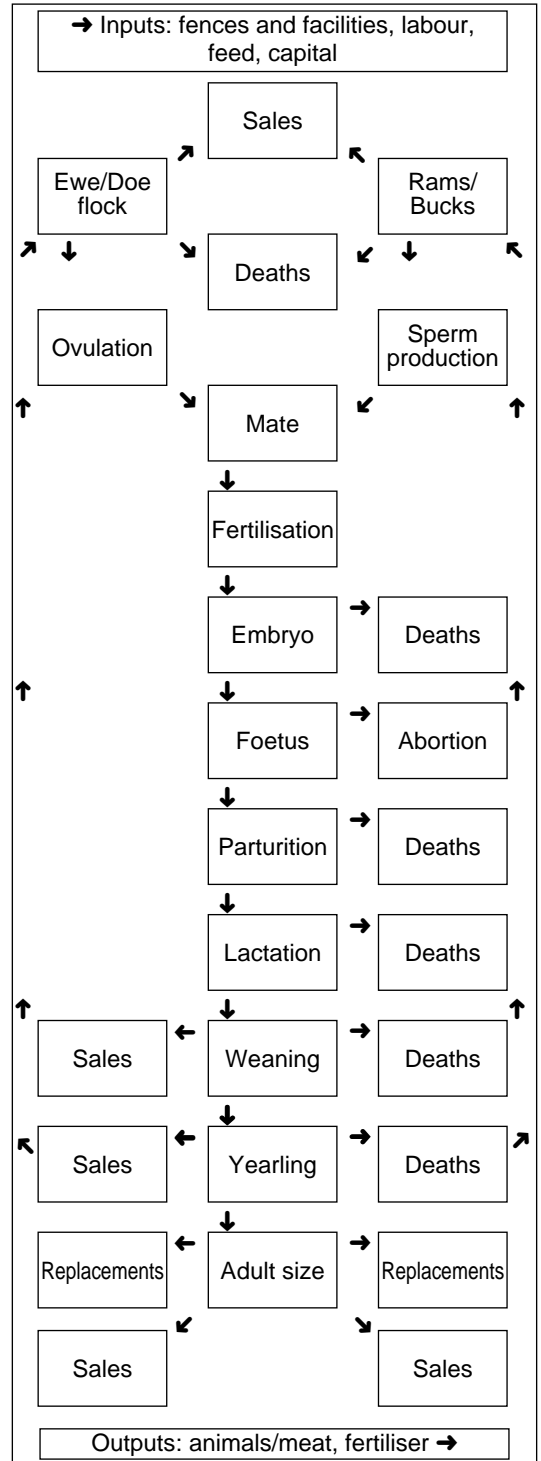 ➜ Inputs: fences and facilities, labour,
feed, capital
Sales
Ewe/Doe
flock
Rams/
Bucks
Deaths
Ovulation
Sperm
production
Mate
Fertilisation
Embryo
Deaths
Foetus
Abortion
Parturition
Deaths
Lactation
Deaths
Sales
Weaning
Deaths
Sales
Yearling
Deaths
Replacements
Adult size
Replacements
Sales
Sales
Outputs: animals/meat, fertiliser ➜